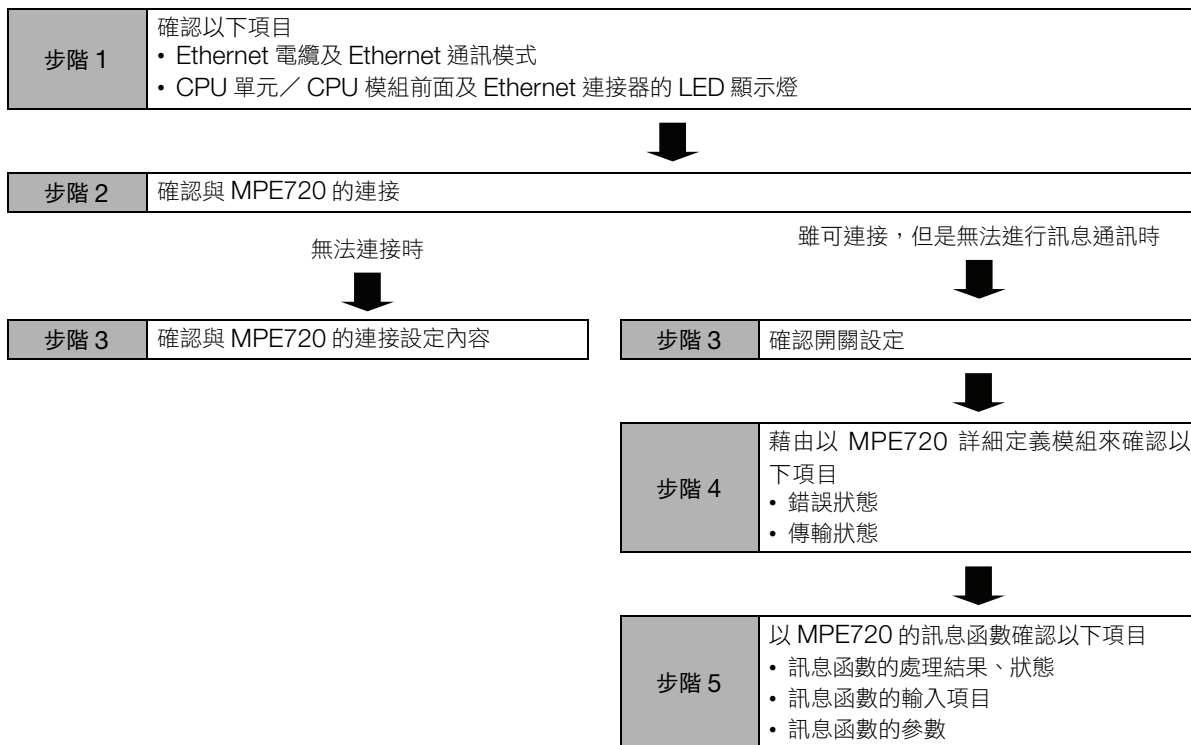 步階 1
確認以下項目
• Ethernet 電纜及 Ethernet 通訊模式
• CPU 單元／ CPU 模組前面及 Ethernet 連接器的 LED 顯示燈
步階 2
確認與 MPE720 的連接
無法連接時
雖可連接，但是無法進行訊息通訊時
步階 3
確認與 MPE720 的連接設定內容
步階 3
確認開關設定
步階 4
藉由以 MPE720 詳細定義模組來確認以
下項目
• 錯誤狀態
• 傳輸狀態
步階 5
以 MPE720 的訊息函數確認以下項目
• 訊息函數的處理結果、狀態
• 訊息函數的輸入項目
• 訊息函數的參數